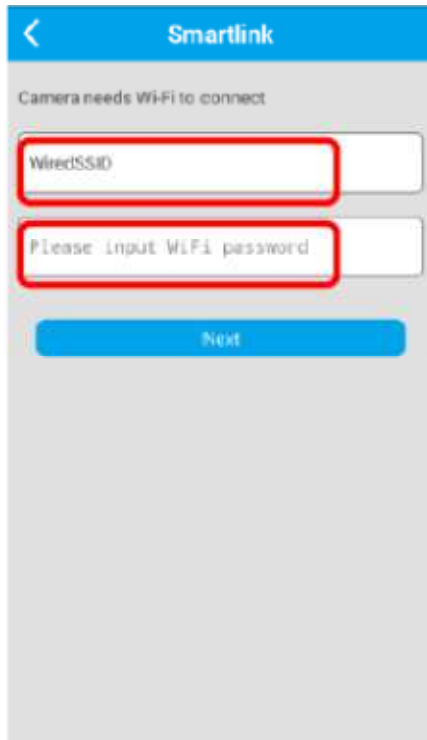 Smartlink
Camera needs Wi-Fi to connect
WiredSSID
Please input WiFi password
Next